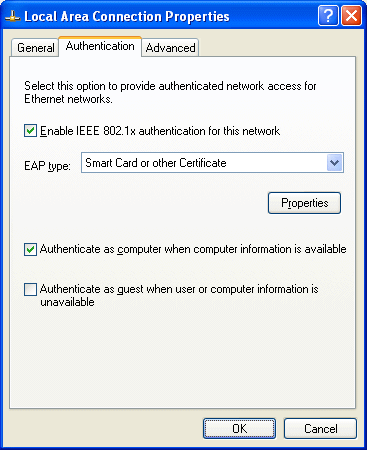 Local Area Connection Properties
General Authentication Advanced
Select this option to provide authenticated network access for
Ethernet networks.
Enable IEEE 802.1x authentication for this network
EAP type: Smart Card or other Certificate
Properties
Authenticate as computer when computer information is available
Authenticate as guest when user or computer information is
unavailable
OK Cancel